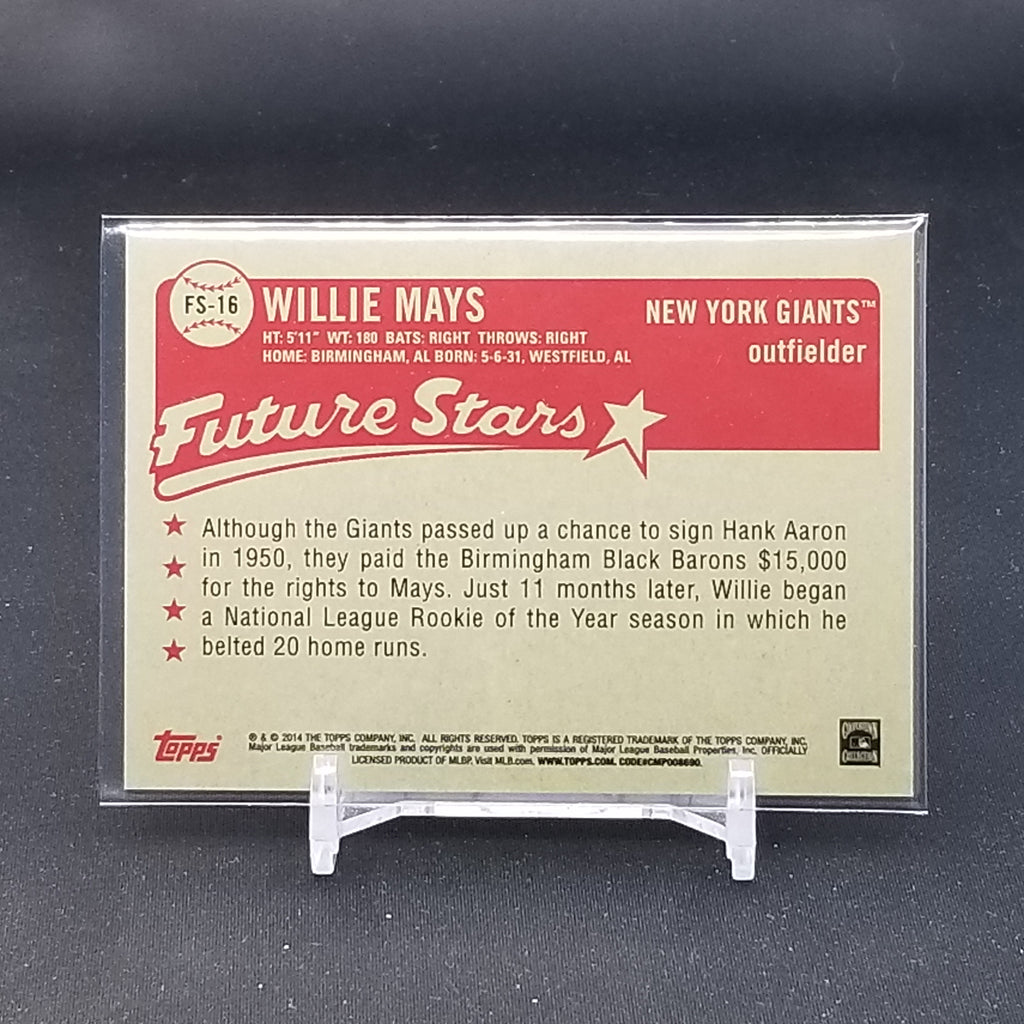 FS-16
WILLIE MAYS
NEW YORK GIANTS™
HT: 5'11" WT: 180 BATS: RIGHT THROWS: RIGHT
outfielder
HOME: BIRMINGHAM, AL BORN: 5-6-31, WESTFIELD, AL
Future Stars
Although the Giants passed up a chance to sign Hank Aaron
in 1950, they paid the Birmingham Black Barons $15,000
for the rights to Mays. Just 11 months later, Willie began
a National League Rookie of the Year season in which he
belted 20 home runs.
Topps
® & © 2014 THE TOPPS COMPANY, INC. ALL RIGHTS RESERVED. TOPPS IS A REGISTERED TRADEMARK OF THE TOPPS COMPANY, INC.
Major League Baseball trademarks and copyrights are used with permission of Major League Baseball Properties, Inc. OFFICIALLY
LICENSED PRODUCT OF MLBP. Visit MLB.com. WWW.TOPPS.COM. CODE#CMP008690.
COOPERSTOWN
COLLECTION